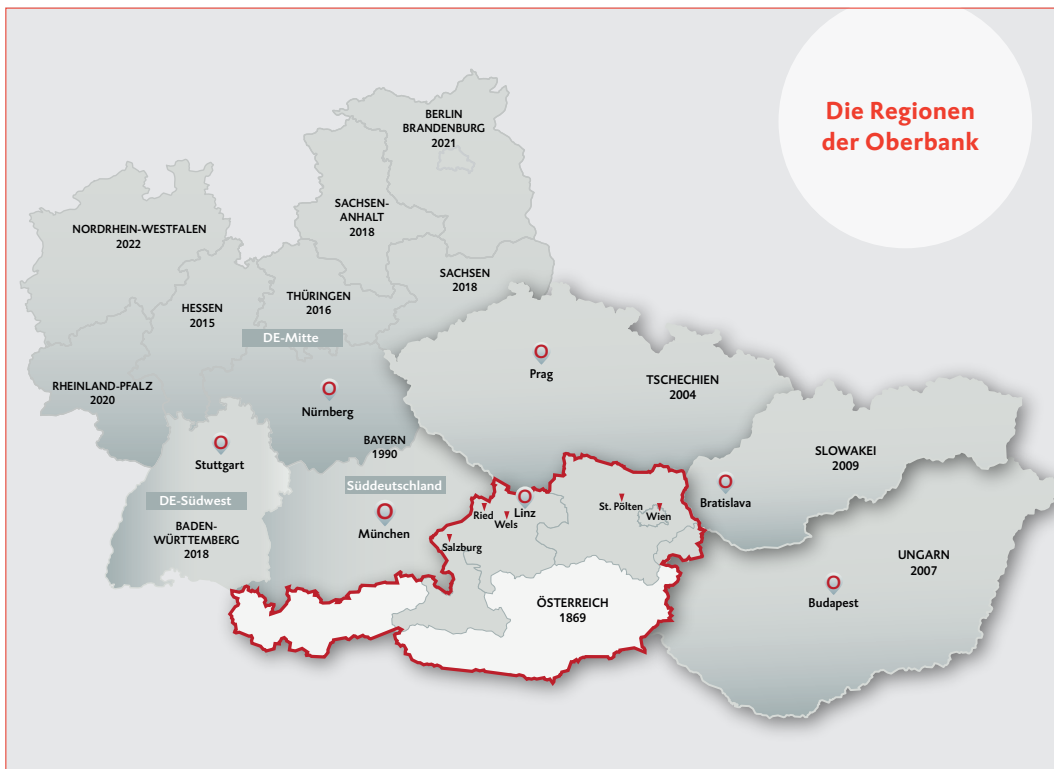 Die Regionen
der Oberbank
BERLIN
BRANDENBURG
2021
SACHSEN-
ANHALT
2018
NORDRHEIN-WESTFALEN
2022
SACHSEN
2018
THÜRINGEN
2016
HESSEN
2015
DE-Mitte
RHEINLAND-PFALZ
2020
Nürnberg
Prag
TSCHECHIEN
2004
BAYERN
1990
Stuttgart
SLOWAKEI
2009
Süddeutschland
DE-Südwest
BADEN-
WÜRTTEMBERG
2018
München
Ried
Wels
Linz
Salzburg
St. Pölten
Wien
Bratislava
UNGARN
2007
Budapest
ÖSTERREICH
1869